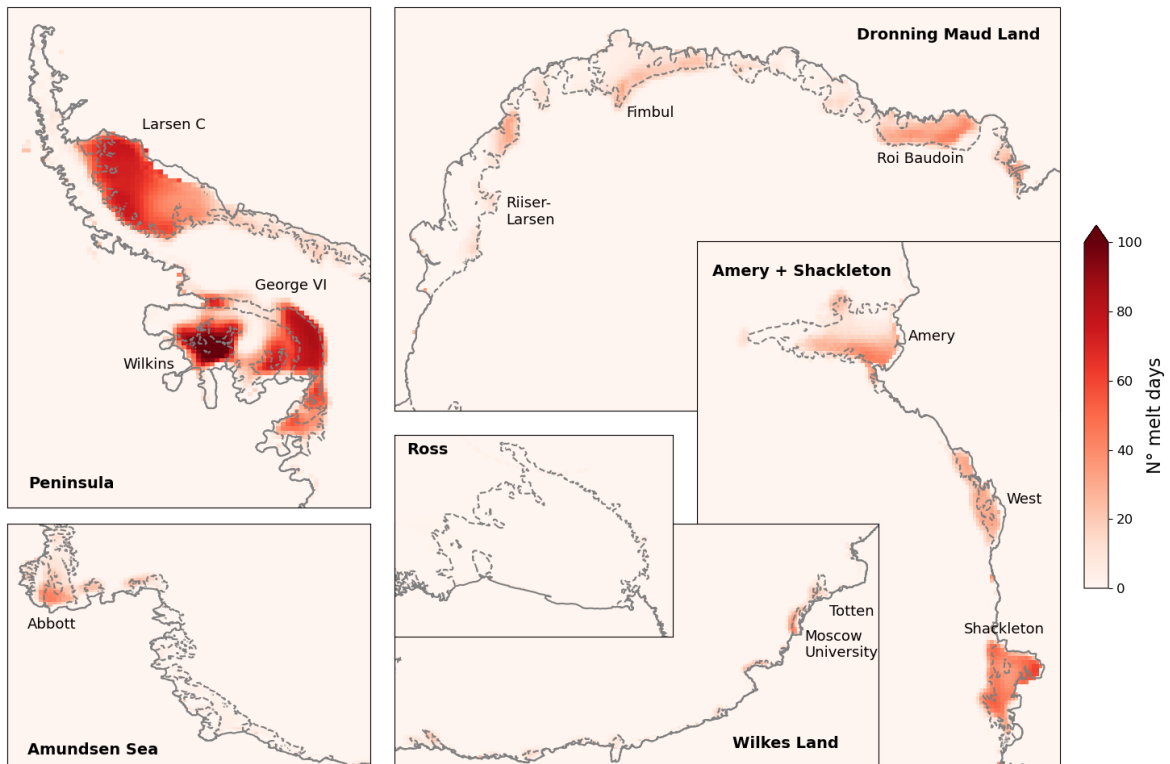 Larsen C
George VI
Wilkins
Peninsula
Dronning Maud Land
Fimbul
Roi Baudoin
Riiser-
Larsen
Amery + Shackleton
Amery
West
Shackleton
Ross
Abbott
Amundsen Sea
Totten
Moscow
University
Wilkes Land
100
80
60
40
20
0
N° melt days